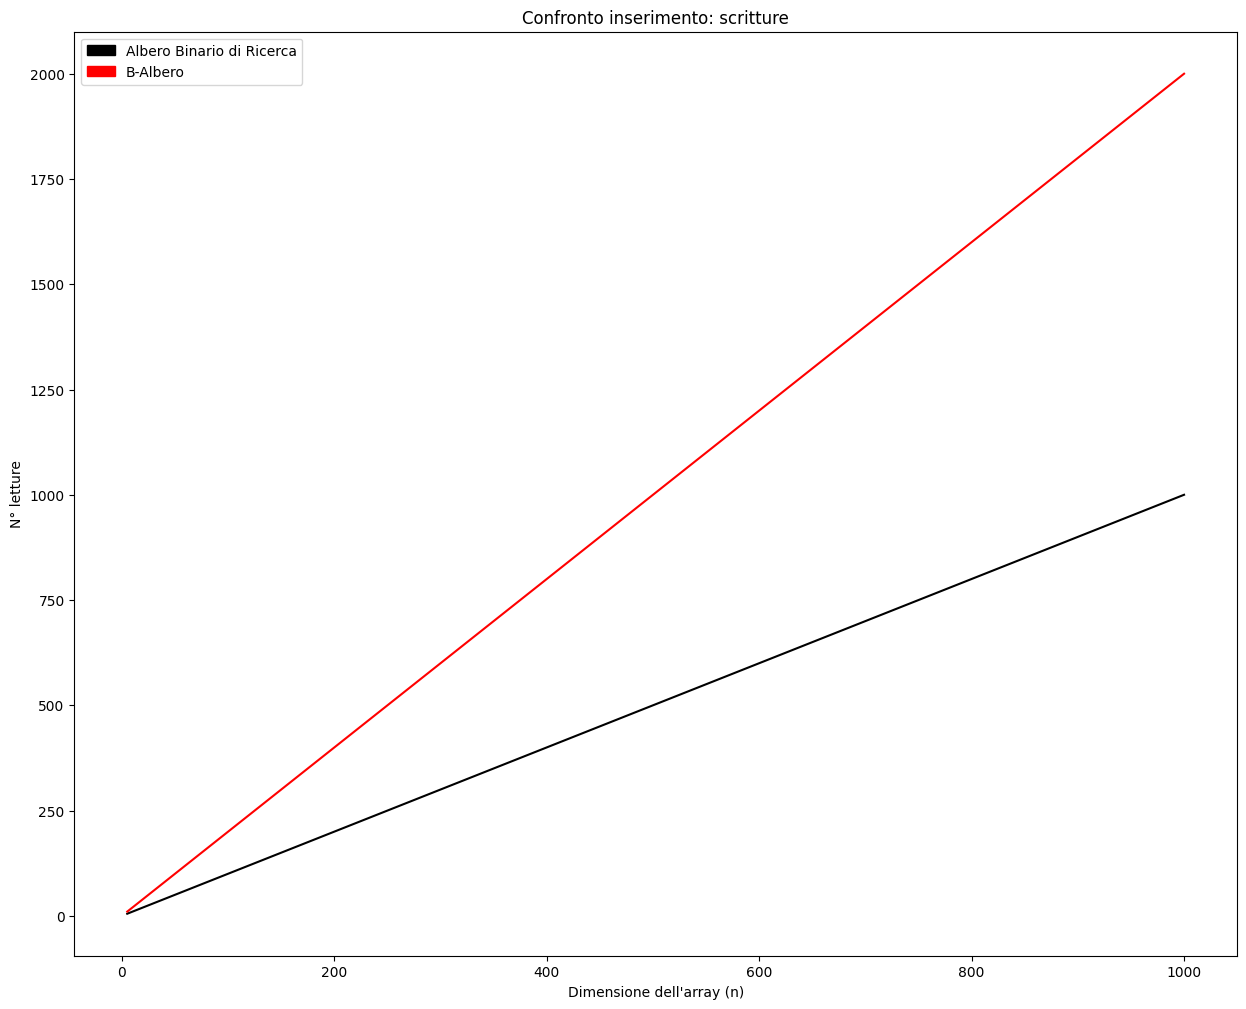 Confronto inserimento: scritture
Albero Binario di Ricerca
B-Albero
2000
1750
1500
1250
1000
750
500
250
0
N° letture
0 200 400 600 800 1000
Dimensione dell'array (n)